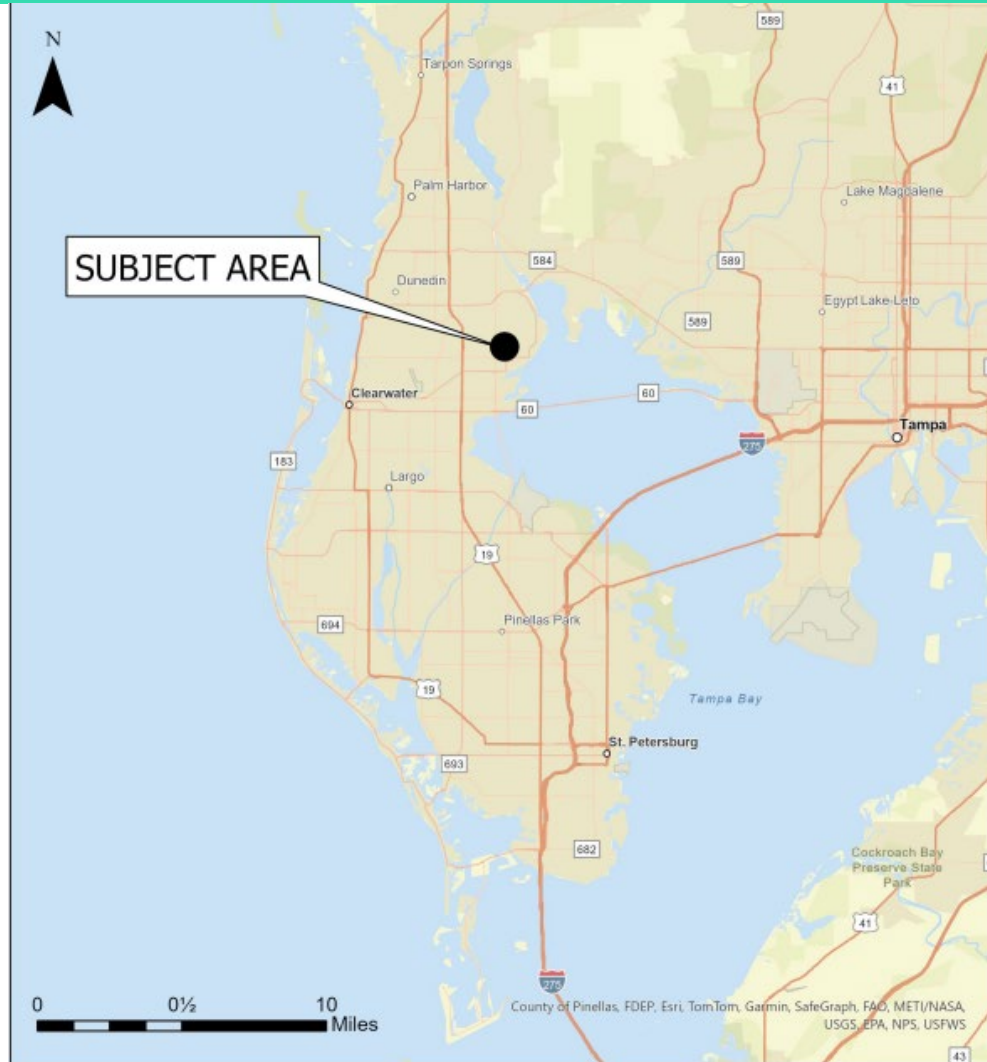 N
589
41
Tarpon Springs
Palm Harbor
Lake Magdalene
SUBJECT AREA
584
589
Dunedin
Egypt Lake-Leto
589
Clearwater
60
60
275
Tampa
183
Largo
19
694
Pinellas Park
19
Tampa Bay
St. Petersburg
693
682
Cockroach Bay
Preserve State
Park
41
275
0 0½ 10
Miles
County of Pinellas, FDEP, Esri, TomTom, Garmin, SafeGraph, FAO, METI/NASA,
USGS, EPA, NPS, USFWS
43